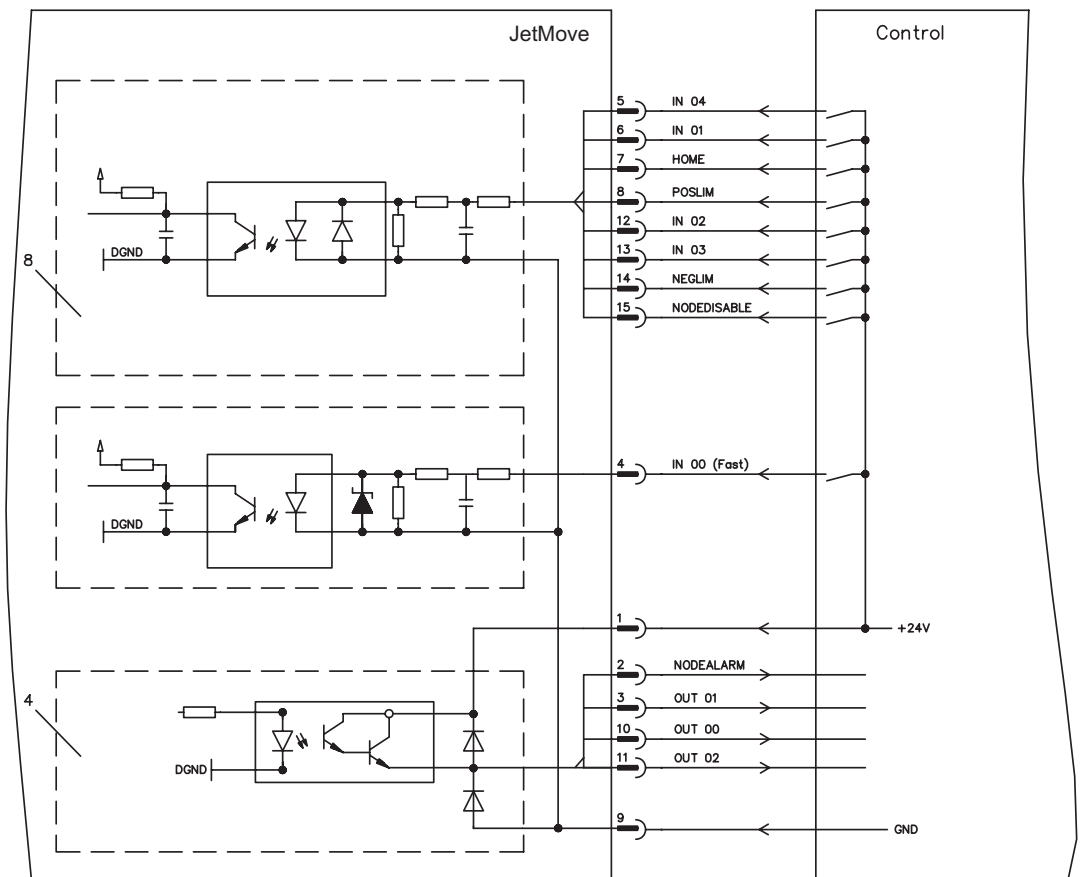 JetMove
Control
5 IN 04
6 IN 01
7 HOME
8 POSLIM
12 IN 02
13 IN 03
14 NEGLIM
15 NODEDISABLE
DGND
8
4 IN 00 (Fast)
DGND
1 +24V
2 NODEALARM
3 OUT 01
10 OUT 00
11 OUT 02
4
DGND
9 GND